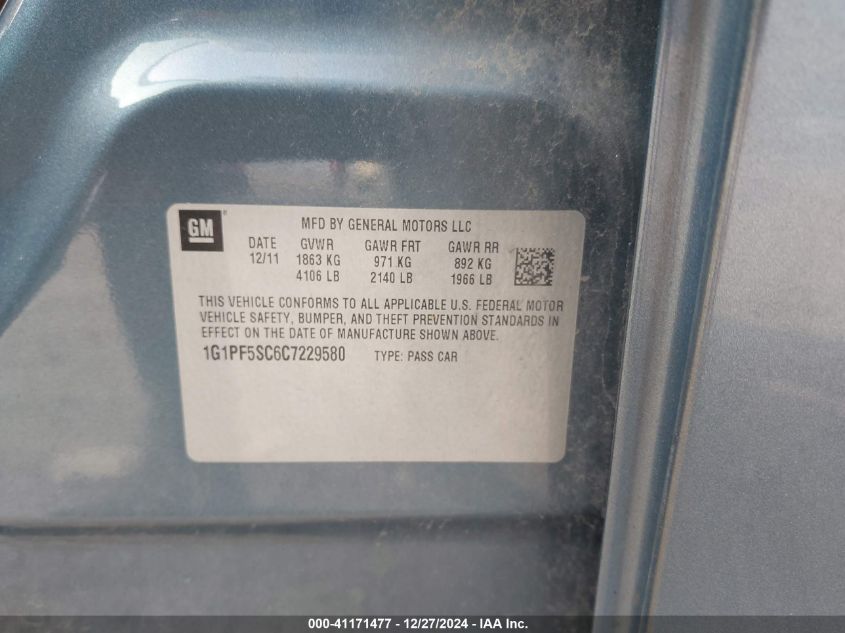 GM®
MFD BY GENERAL MOTORS LLC
DATE GVWR GAWR FRT GAWR RR
12/11 1863 KG 971 KG 892 KG
4106 LB 2140 LB 1966 LB
THIS VEHICLE CONFORMS TO ALL APPLICABLE U.S. FEDERAL MOTOR
VEHICLE SAFETY, BUMPER, AND THEFT PREVENTION STANDARDS IN
EFFECT ON THE DATE OF MANUFACTURE SHOWN ABOVE.
1G1PF5SC6C7229580 TYPE: PASS CAR
000-41171477 - 12/27/2024 - IAA Inc.